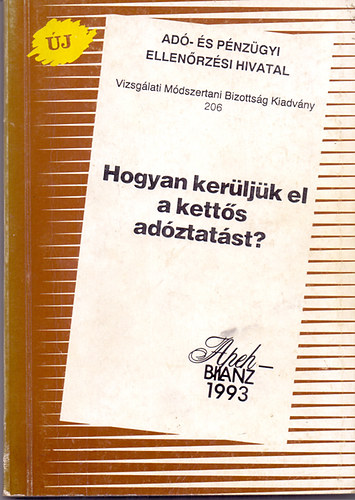 ÚJ
ADÓ- ÉS PÉNZÜGYI
ELLENŐRZÉSI HIVATAL
Vizsgálati Módszertani Bizottság Kiadvány
206
Hogyan kerüljük el
a kettős
adóztatást?
Apeh-
BILANZ
1993